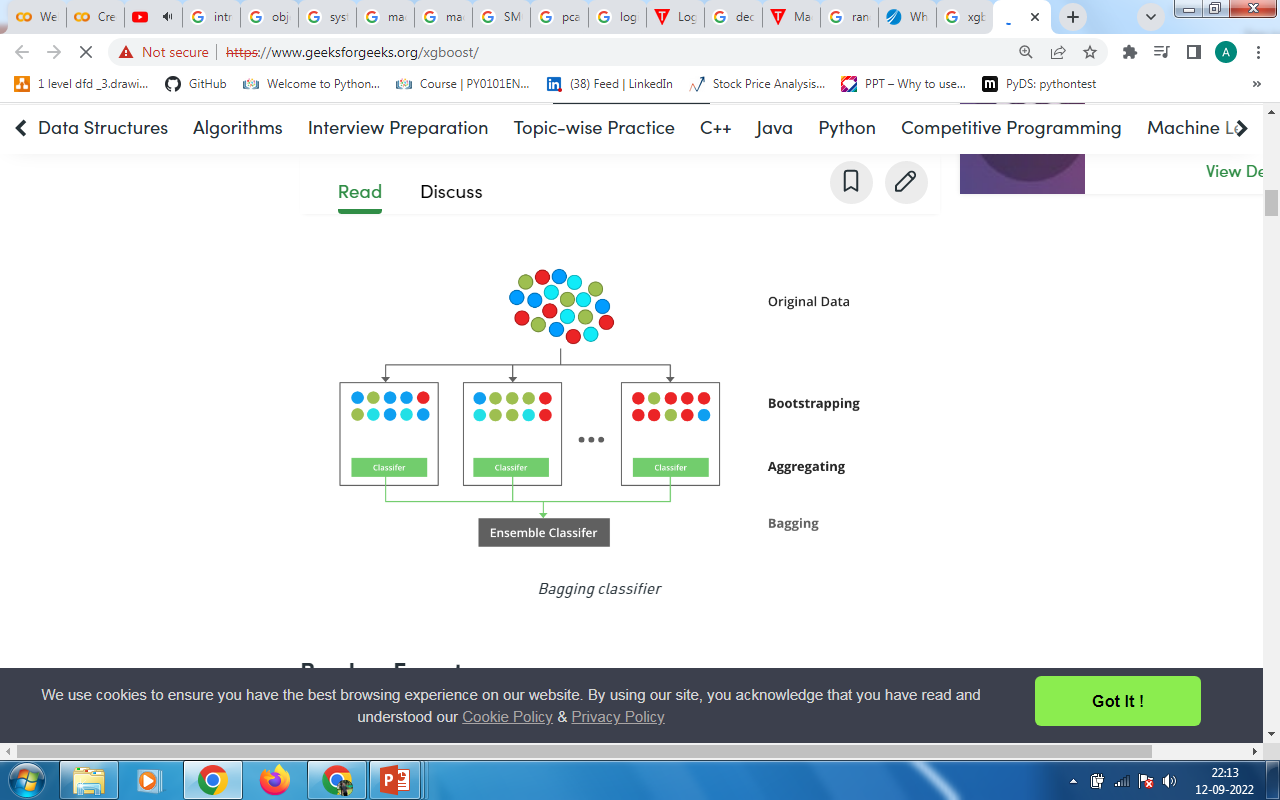 We
Cre
intr
obj
sys
ma
ma
SM
pca
log
Log
dec
Ma
ran
Wh
xgb
Not secure https://www.geeksforgeeks.org/xgboost/
A
1 level dfd _3.drawi...
GitHub
Welcome to Python...
Course | PY0101EN...
(38) Feed | LinkedIn
Stock Price Analysis...
PPT – Why to use...
PyDS: pythontest
»
Data Structures
Algorithms
Interview Preparation
Topic-wise Practice
C++
Java
Python
Competitive Programming
Machine Le
Read
Discuss
View De
Original Data
Bootstrapping
Classifer
Classifer
Classifer
Aggregating
Bagging
Ensemble Classifer
Bagging classifier
We use cookies to ensure you have the best browsing experience on our website. By using our site, you acknowledge that you have read and
understood our Cookie Policy & Privacy Policy
Got It !
22:13
12-09-2022